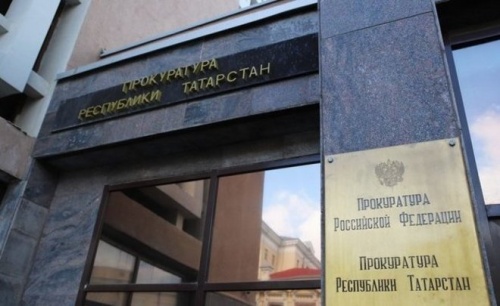 ПРОКУРАТУРА
РЕСПУБЛИКИ ТАТАРСТАН
ПРОКУРАТУРА
РОССИЙСКОЙ ФЕДЕРАЦИИ
ПРОКУРАТУРА
РЕСПУБЛИКИ ТАТАРСТАН